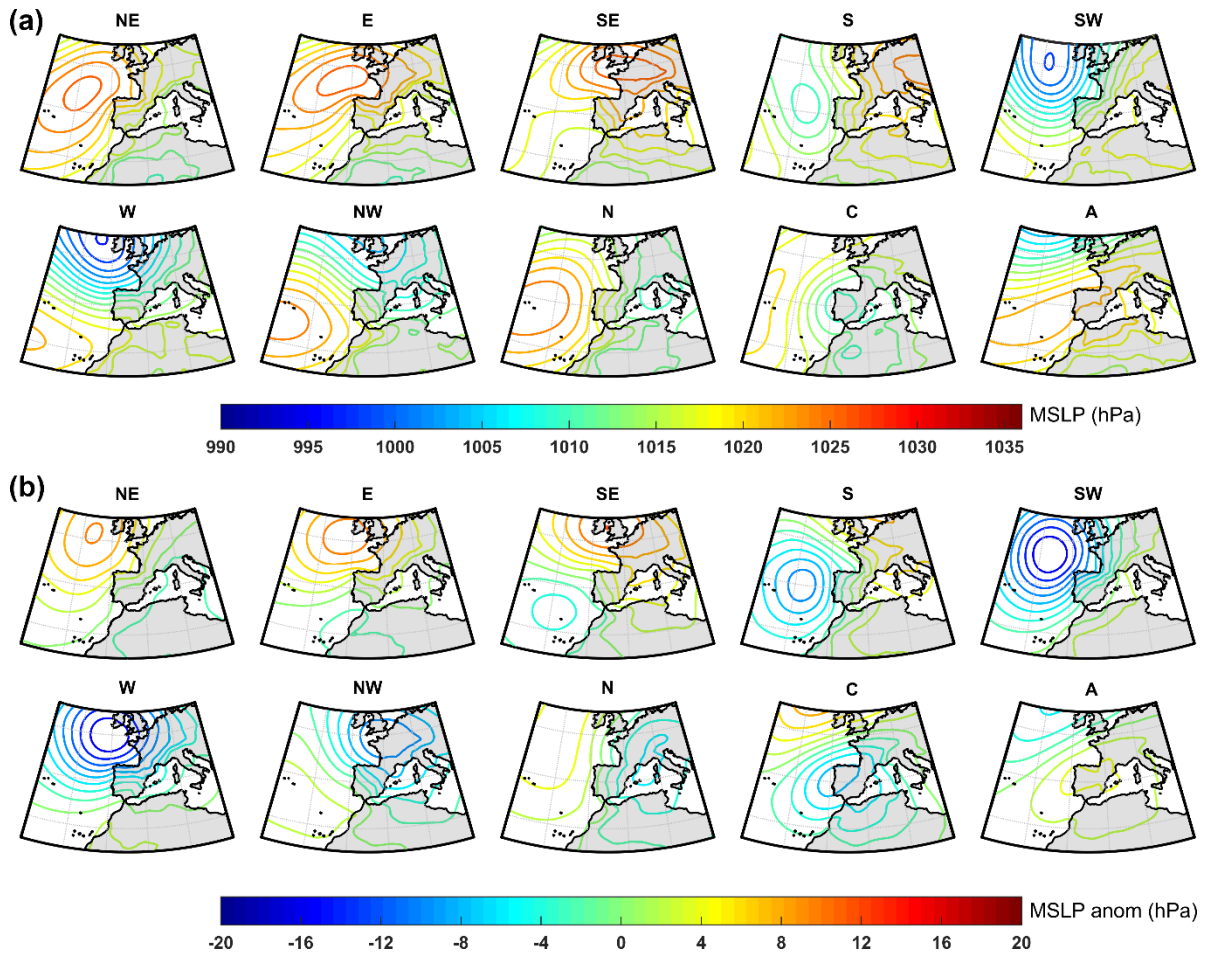 (a)
NE E SE S SW
W NW N C A
MSLP (hPa)
990 995 1000 1005 1010 1015 1020 1025 1030 1035
(b)
NE E SE S SW
W NW N C A
MSLP anom (hPa)
-20 -16 -12 -8 -4 0 4 8 12 16 20